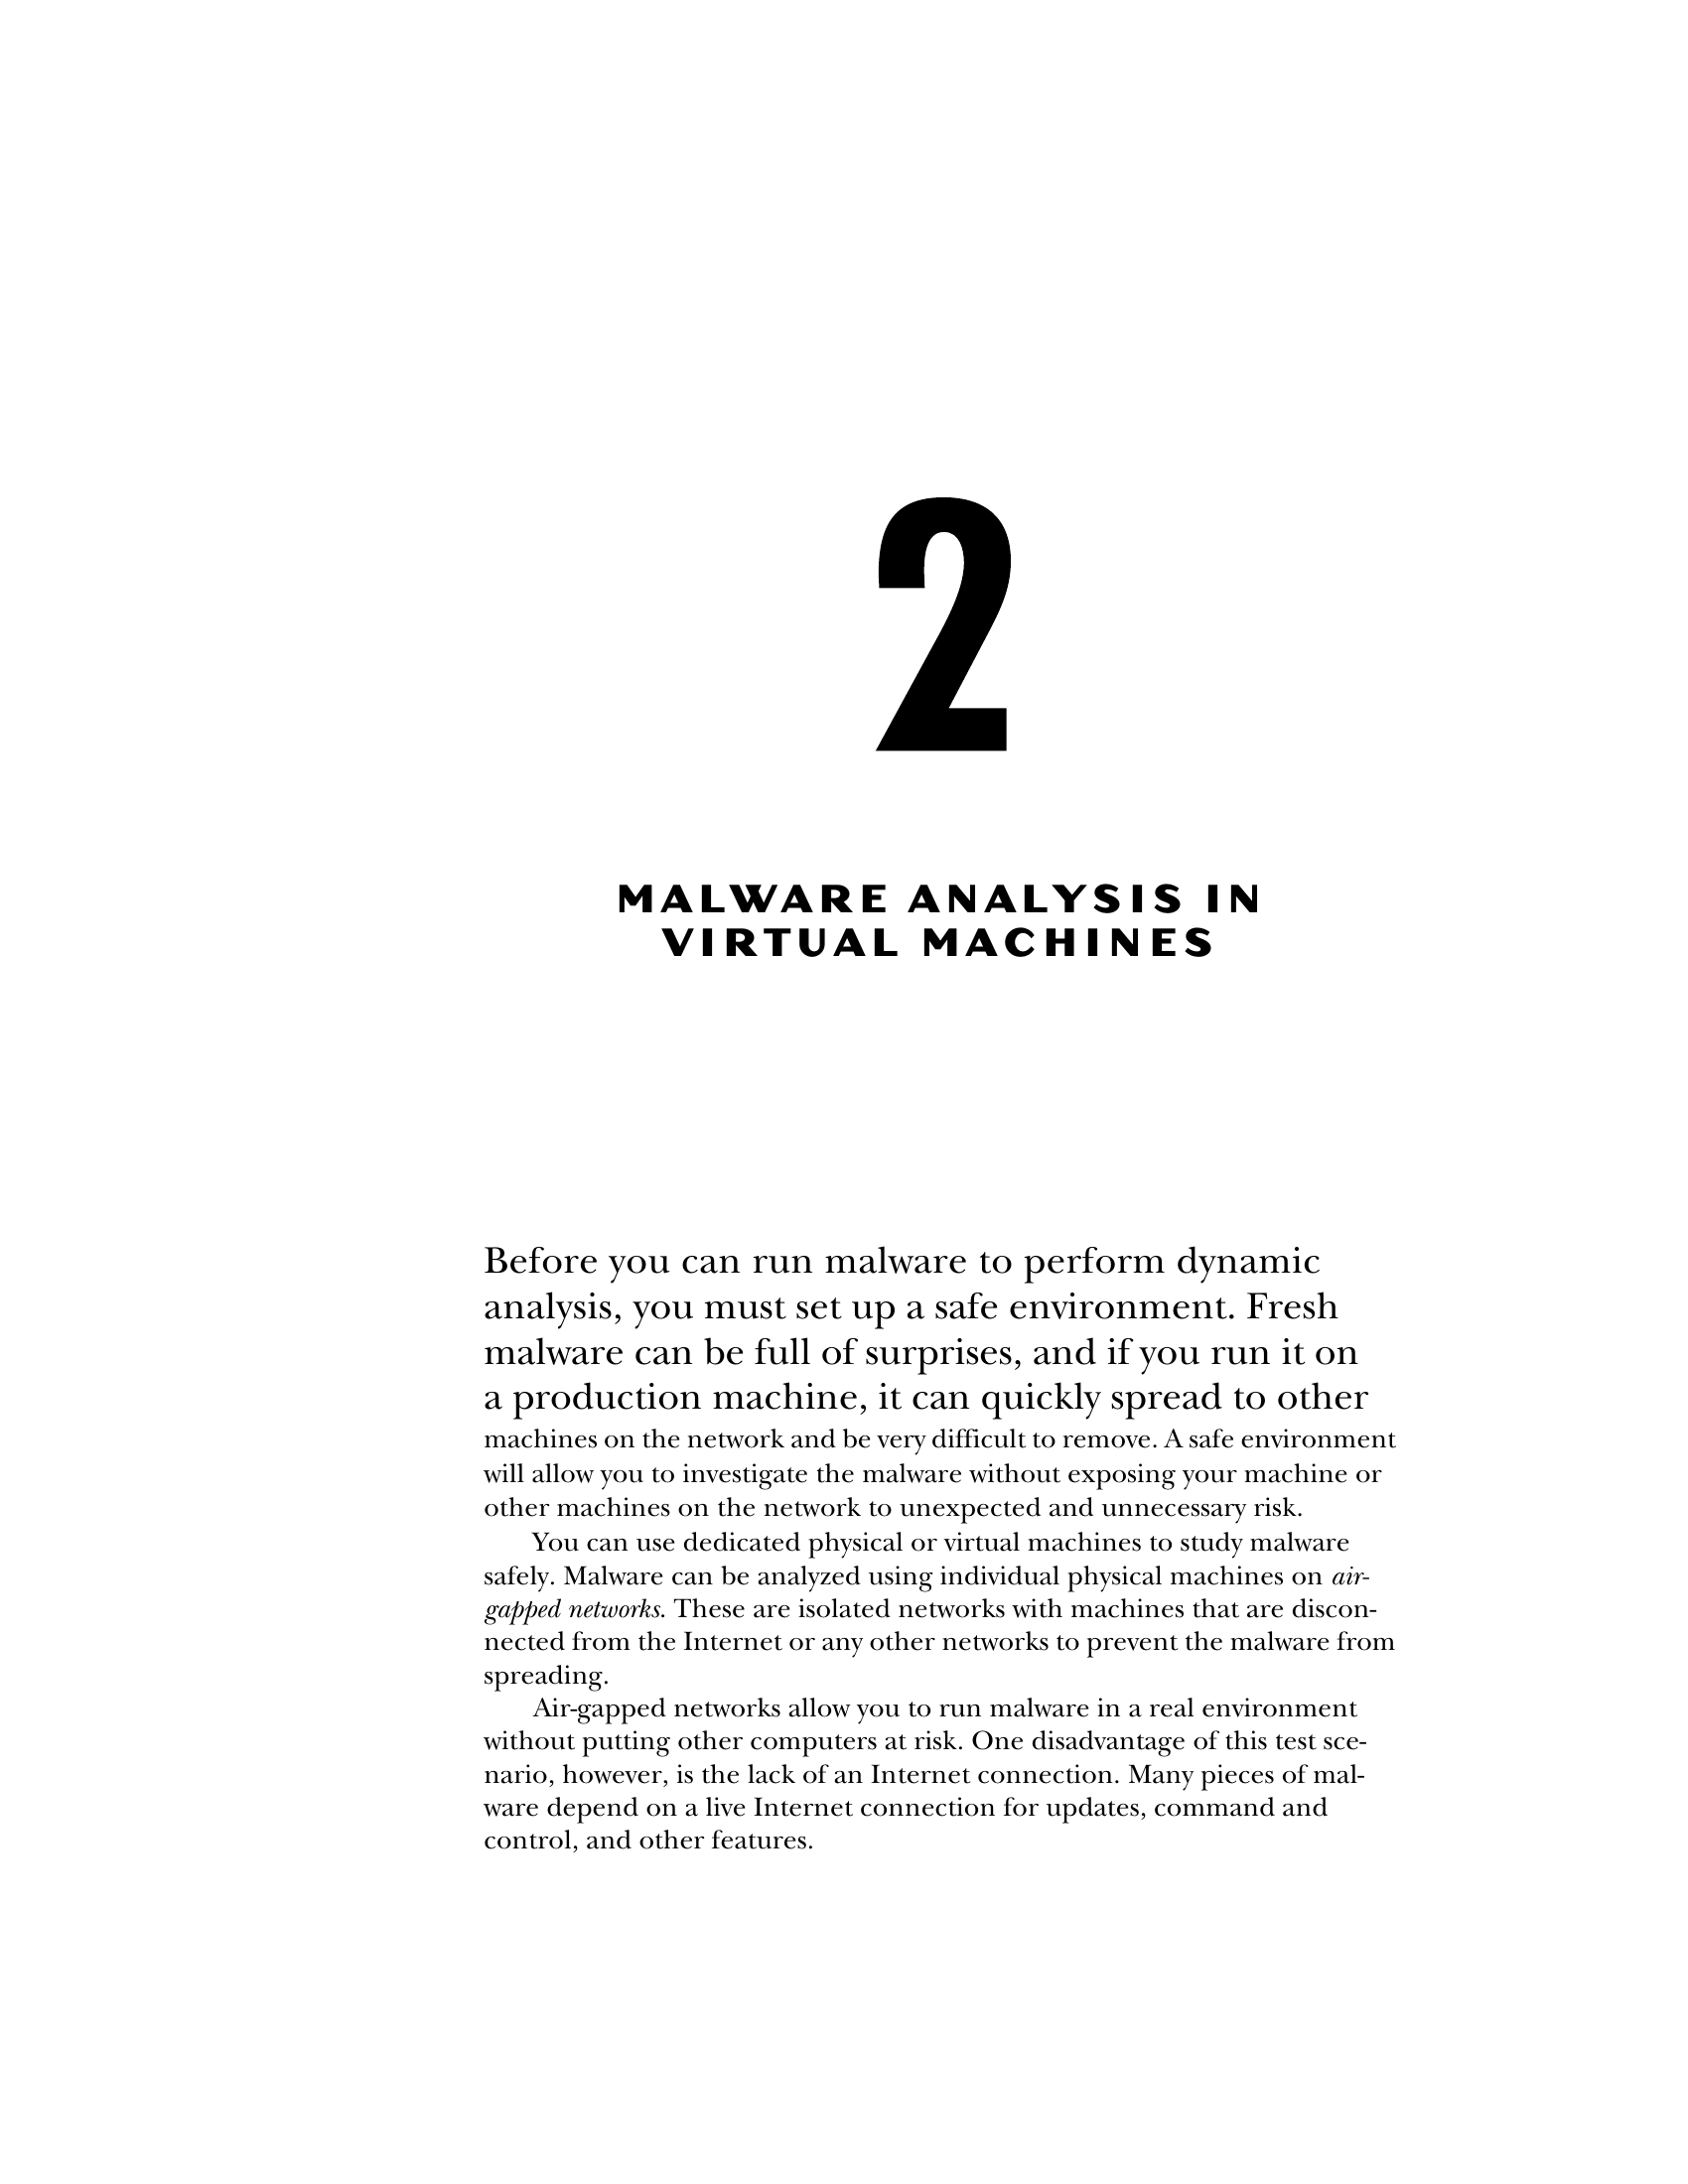 2
MALWARE ANALYSIS IN
VIRTUAL MACHINES
Before you can run malware to perform dynamic
analysis, you must set up a safe environment. Fresh
malware can be full of surprises, and if you run it on
a production machine, it can quickly spread to other
machines on the network and be very difficult to remove. A safe environment
will allow you to investigate the malware without exposing your machine or
other machines on the network to unexpected and unnecessary risk.
You can use dedicated physical or virtual machines to study malware
safely. Malware can be analyzed using individual physical machines on air-
gapped networks. These are isolated networks with machines that are discon-
nected from the Internet or any other networks to prevent the malware from
spreading.
Air-gapped networks allow you to run malware in a real environment
without putting other computers at risk. One disadvantage of this test sce-
nario, however, is the lack of an Internet connection. Many pieces of mal-
ware depend on a live Internet connection for updates, command and
control, and other features.